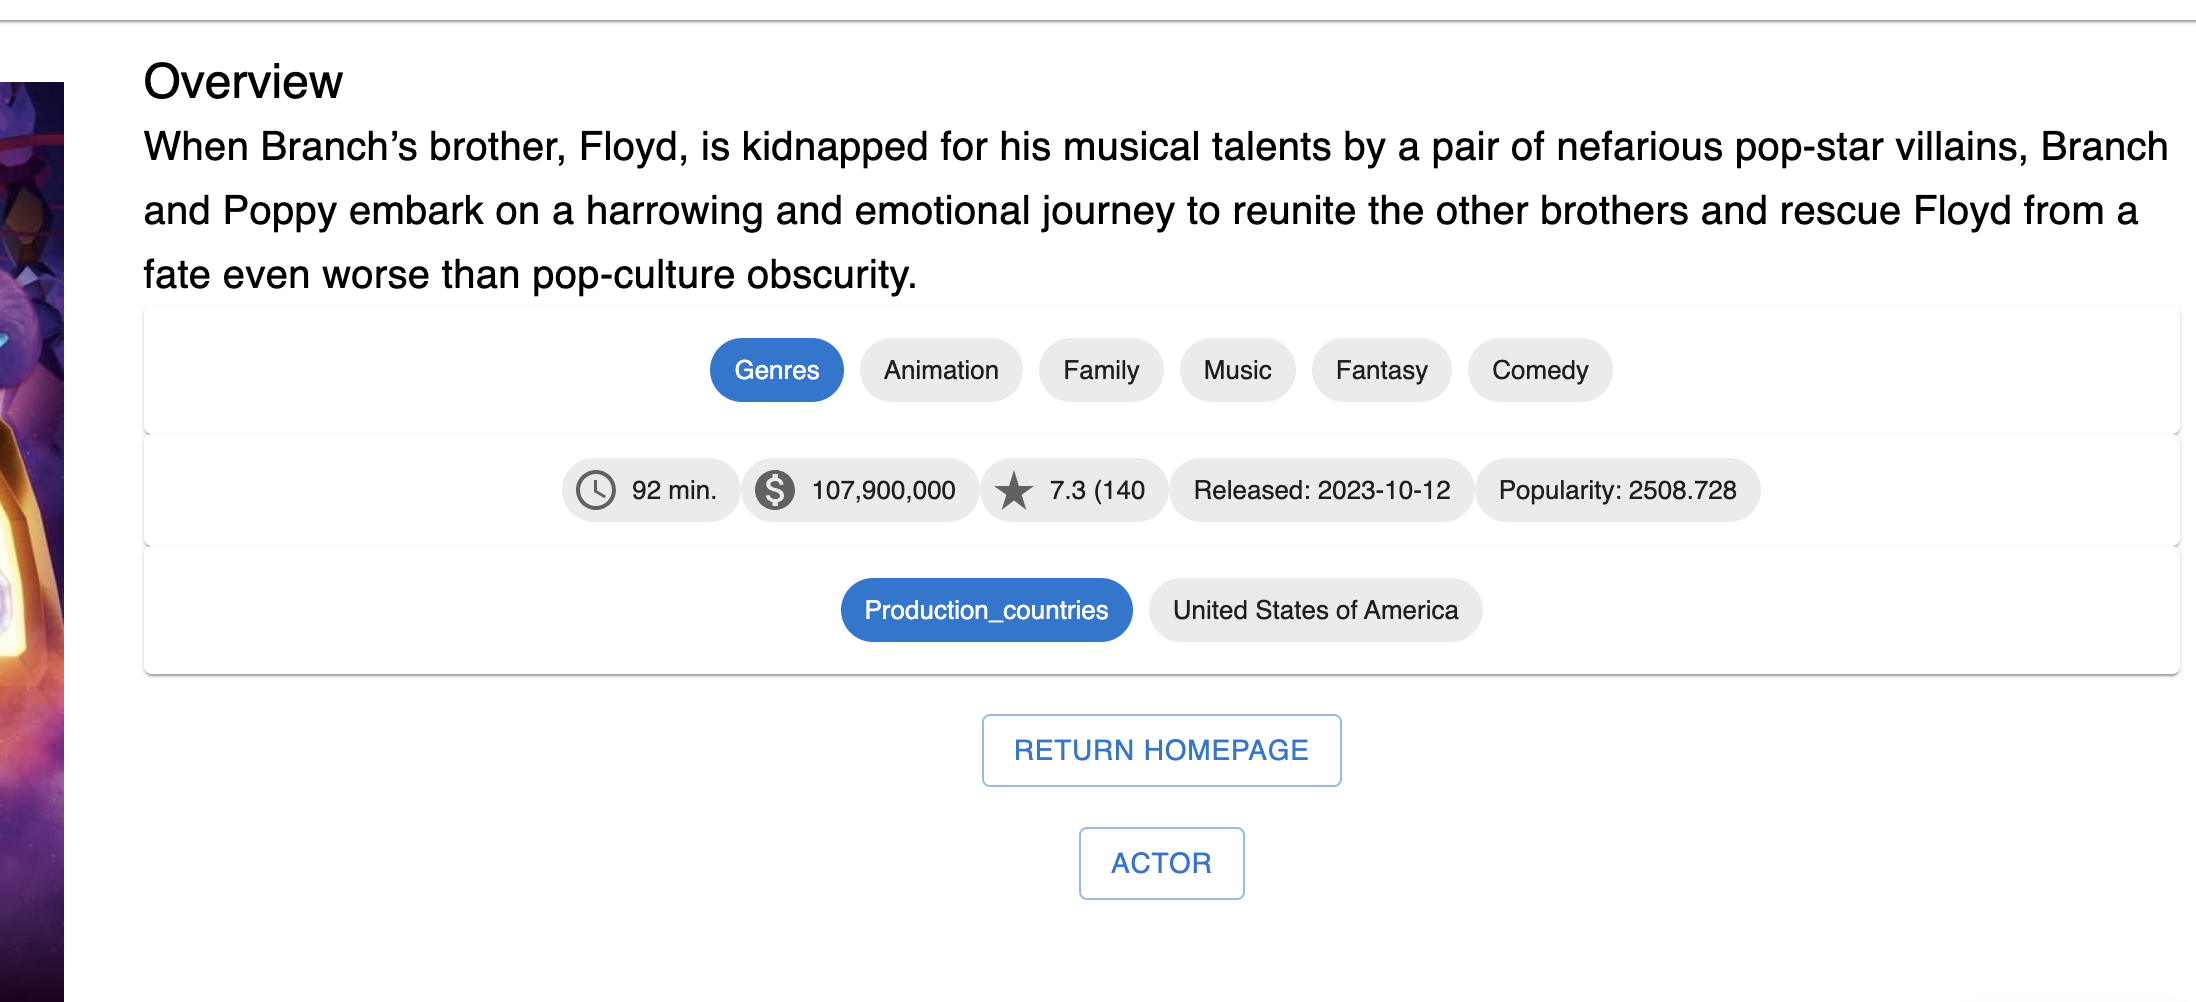 Overview
When Branch’s brother, Floyd, is kidnapped for his musical talents by a pair of nefarious pop-star villains, Branch
and Poppy embark on a harrowing and emotional journey to reunite the other brothers and rescue Floyd from a
fate even worse than pop-culture obscurity.
Genres Animation Family Music Fantasy Comedy
92 min. $ 107,900,000 7.3 (140 Released: 2023-10-12 Popularity: 2508.728
Production_countries United States of America
RETURN HOMEPAGE
ACTOR